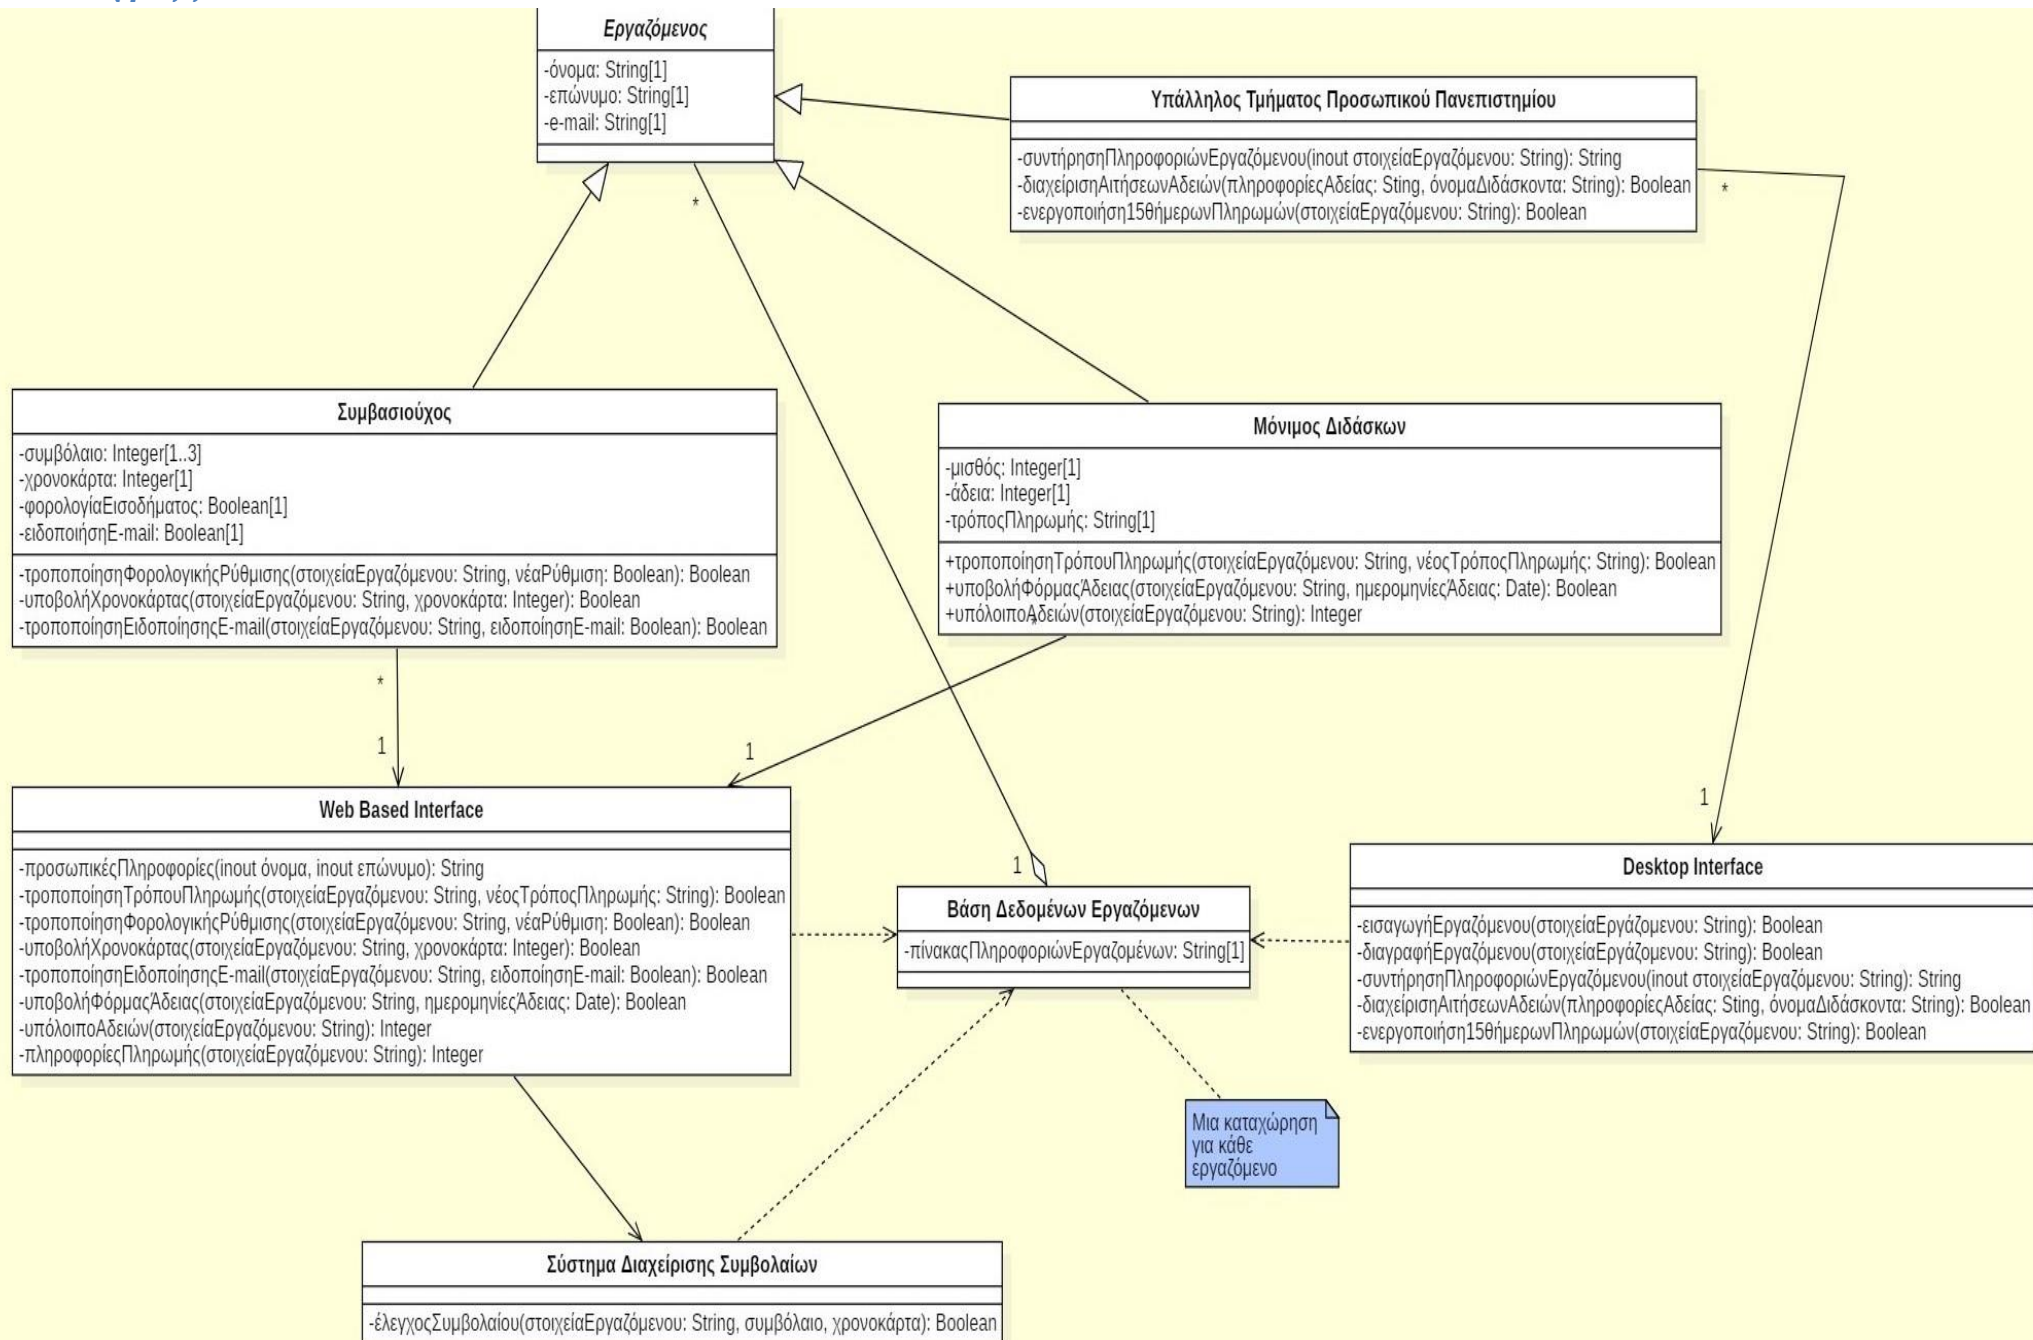 Εργαζόμενος
-όνομα: String[1]
-επώνυμο: String[1]
-e-mail: String[1]
Υπάλληλος Τμήματος Προσωπικού Πανεπιστημίου
-συντήρησηΠληροφοριώνΕργαζόμενου(inout στοιχείαΕργαζόμενου: String): String
-διαχείρισηΑιτήσεωνΑδειών(πληροφορίεςΑδείας: Sting, όνομαΔιδάσκοντα: String): Boolean
-ενεργοποιήση15θήμερωνΠληρωμών(στοιχείαΕργαζόμενου: String): Boolean
*
*
Συμβασιούχος
-συμβόλαιο: Integer[1..3]
-χρονοκάρτα: Integer[1]
-φορολογίαΕισοδήματος: Boolean[1]
-ειδοποιήσηE-mail: Boolean[1]
-τροποποίησηΦορολογικήςΡύθμισης(στοιχείαΕργαζόμενου: String, νέαΡύθμιση: Boolean): Boolean
-υποβολήΧρονοκάρτας(στοιχείαΕργαζόμενου: String, χρονοκάρτα: Integer): Boolean
-τροποποίησηΕιδοποίησηςE-mail(στοιχείαΕργαζόμενου: String, ειδοποίησηE-mail: Boolean): Boolean
Μόνιμος Διδάσκων
-μισθός: Integer[1]
-άδεια: Integer[1]
-τρόποςΠληρωμής: String[1]
+τροποποίησηΤρόπουΠληρωμής(στοιχείαΕργαζόμενου: String, νέοςΤρόποςΠληρωμής: String): Boolean
+υποβολήΦόρμαςΆδειας(στοιχείαΕργαζόμενου: String, ημερομηνίεςΆδειας: Date): Boolean
+υπόλοιποΑδειών(στοιχείαΕργαζόμενου: String): Integer
*
*
1
1
1
Web Based Interface
-προσωπικέςΠληροφορίες(inout όνομα, inout επώνυμο): String
-τροποποίησηΤρόπουΠληρωμής(στοιχείαΕργαζόμενου: String, νέοςΤρόποςΠληρωμής: String): Boolean
-τροποποίησηΦορολογικήςΡύθμισης(στοιχείαΕργαζόμενου: String, νέαΡύθμιση: Boolean): Boolean
-υποβολήΧρονοκάρτας(στοιχείαΕργαζόμενου: String, χρονοκάρτα: Integer): Boolean
-τροποποίησηΕιδοποίησηςE-mail(στοιχείαΕργαζόμενου: String, ειδοποίησηE-mail: Boolean): Boolean
-υποβολήΦόρμαςΆδειας(στοιχείαΕργαζόμενου: String, ημερομηνίεςΆδειας: Date): Boolean
-υπόλοιποΑδειών(στοιχείαΕργαζόμενου: String): Integer
-πληροφορίεςΠληρωμής(στοιχείαΕργαζόμενου: String): Integer
1
Βάση Δεδομένων Εργαζόμενων
-πίνακαςΠληροφοριώνΕργαζομένων: String[1]
Desktop Interface
-εισαγωγήΕργαζόμενου(στοιχείαΕργάζομενου: String): Boolean
-διαγραφήΕργαζόμενου(στοιχείαΕργάζομενου: String): Boolean
-συντήρησηΠληροφοριώνΕργαζόμενου(inout στοιχείαΕργαζόμενου: String): String
-διαχείρισηΑιτήσεωνΑδειών(πληροφορίεςΑδείας: Sting, όνομαΔιδάσκοντα: String): Boolean
-ενεργοποιήση15θήμερωνΠληρωμών(στοιχείαΕργαζόμενου: String): Boolean
Μια καταχώρηση
για κάθε
εργαζόμενο
Σύστημα Διαχείρισης Συμβολαίων
-έλεγχοςΣυμβολαίου(στοιχείαΕργαζόμενου: String, συμβόλαιο, χρονοκάρτα): Boolean